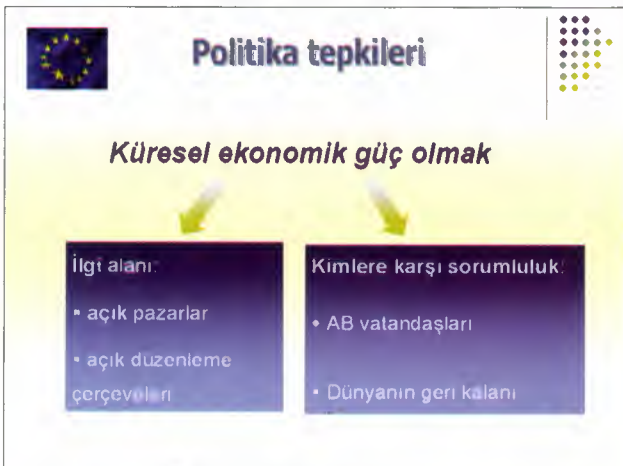 Politika tepkileri
Küresel ekonomik güç olmak
İlgi alanı:
• açık pazarlar
• açık düzenleme
çerçeveleri
Kimlere karşı sorumluluk:
• AB vatandaşları
• Dünyanın geri kalanı